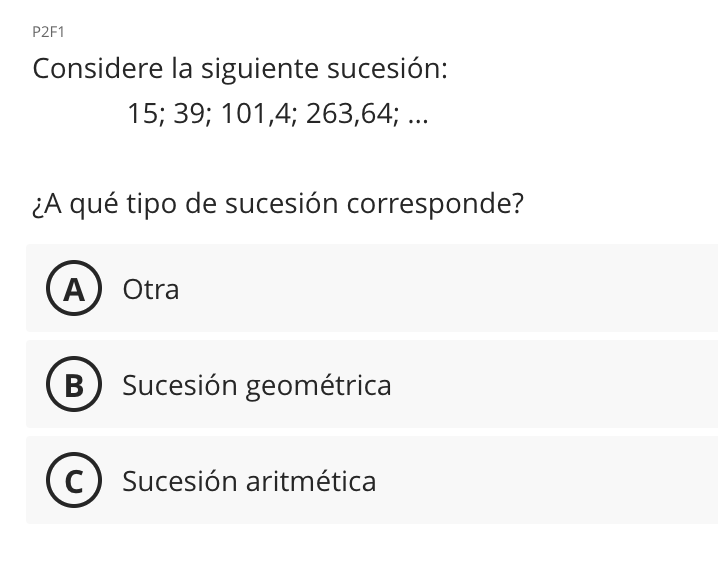 P2F1
Considere la siguiente sucesión:
15; 39; 101,4; 263,64; ...
¿A qué tipo de sucesión corresponde?
A Otra
B Sucesión geométrica
C Sucesión aritmética